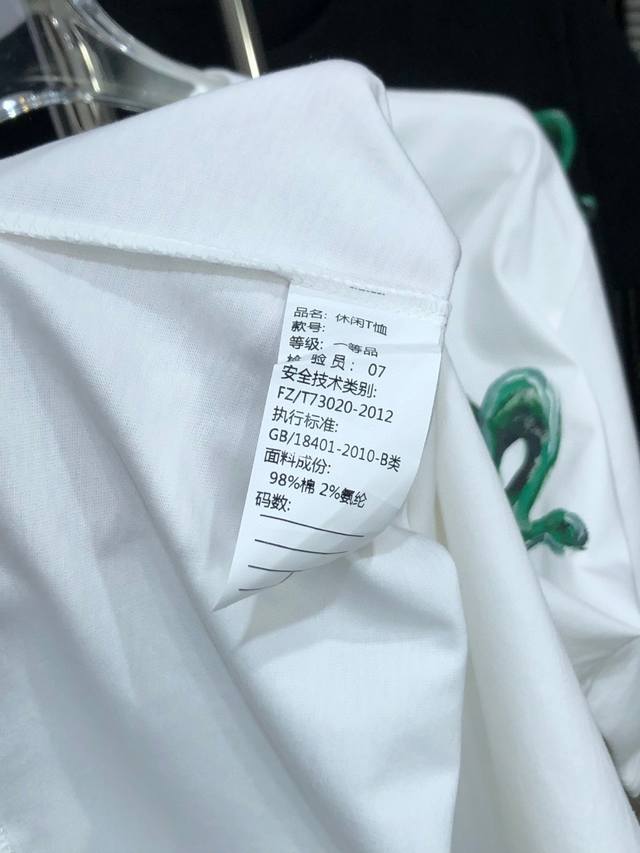 品名: 休闲T恤
款号:
等级: 一等品
检 验 员: 07
安全技术类别:
FZ/T73020-2012
执行标准:
GB/18401-2010-B类
面料成份:
98%棉 2%氨纶
码数: